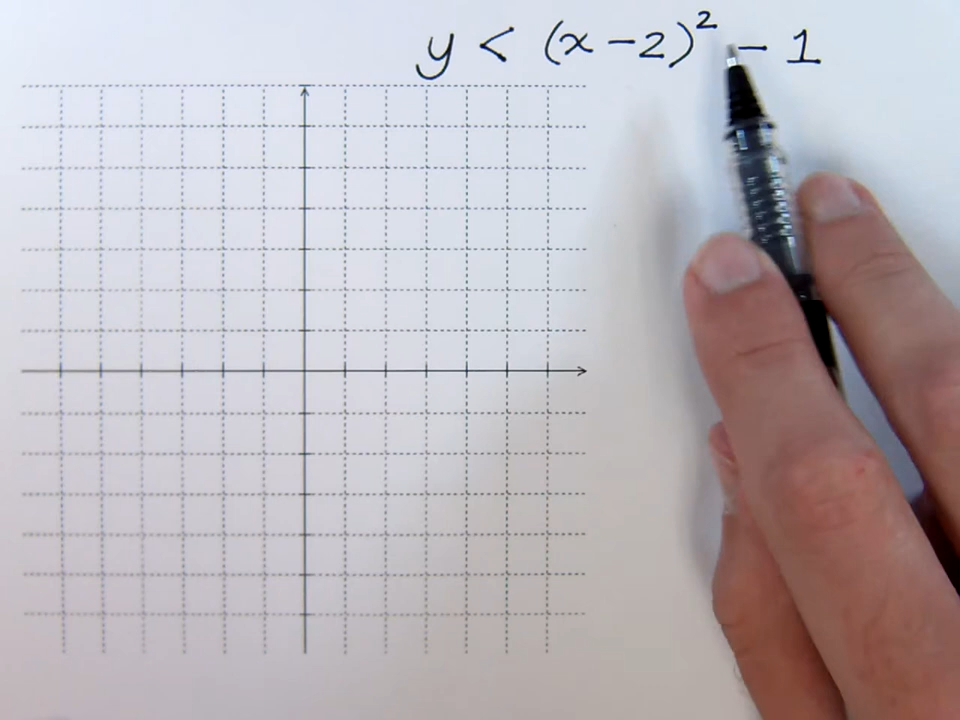 y < (x-2)² - 1